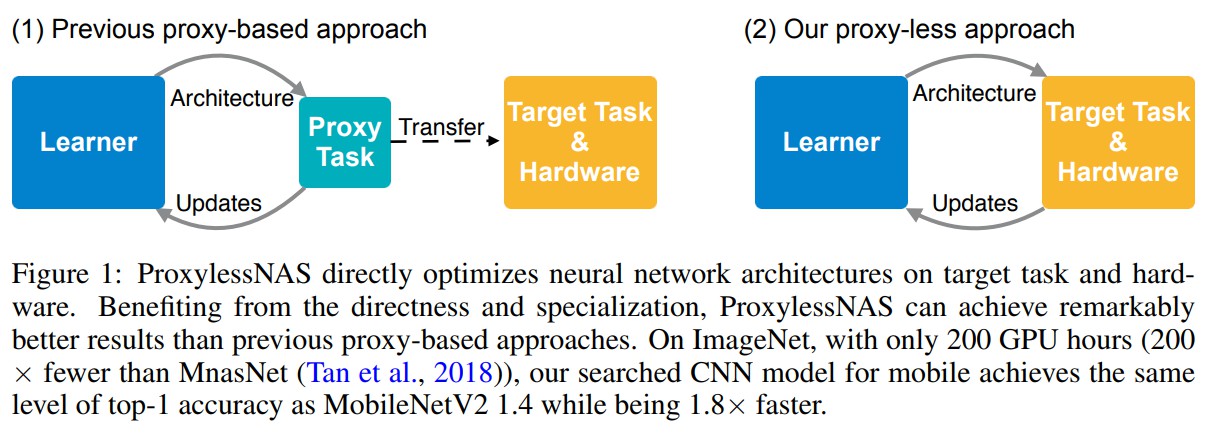 (1) Previous proxy-based approach
Learner
Architecture
Updates
Proxy
Task
Transfer
Target Task
&
Hardware
(2) Our proxy-less approach
Learner
Architecture
Updates
Target Task
&
Hardware
Figure 1: ProxylessNAS directly optimizes neural network architectures on target task and hard-
ware. Benefiting from the directness and specialization, ProxylessNAS can achieve remarkably
better results than previous proxy-based approaches. On ImageNet, with only 200 GPU hours (200
× fewer than MnasNet (Tan et al., 2018)), our searched CNN model for mobile achieves the same
level of top-1 accuracy as MobileNetV2 1.4 while being 1.8× faster.